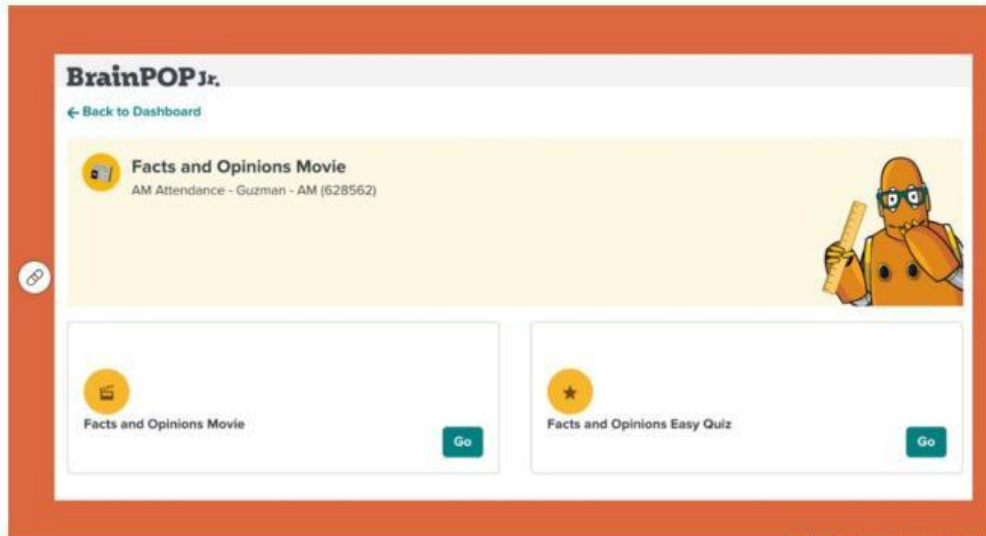 BrainPOP Jr.
← Back to Dashboard
Facts and Opinions Movie
AM Attendance - Guzman - AM (628562)
Facts and Opinions Movie
Go
Facts and Opinions Easy Quiz
Go